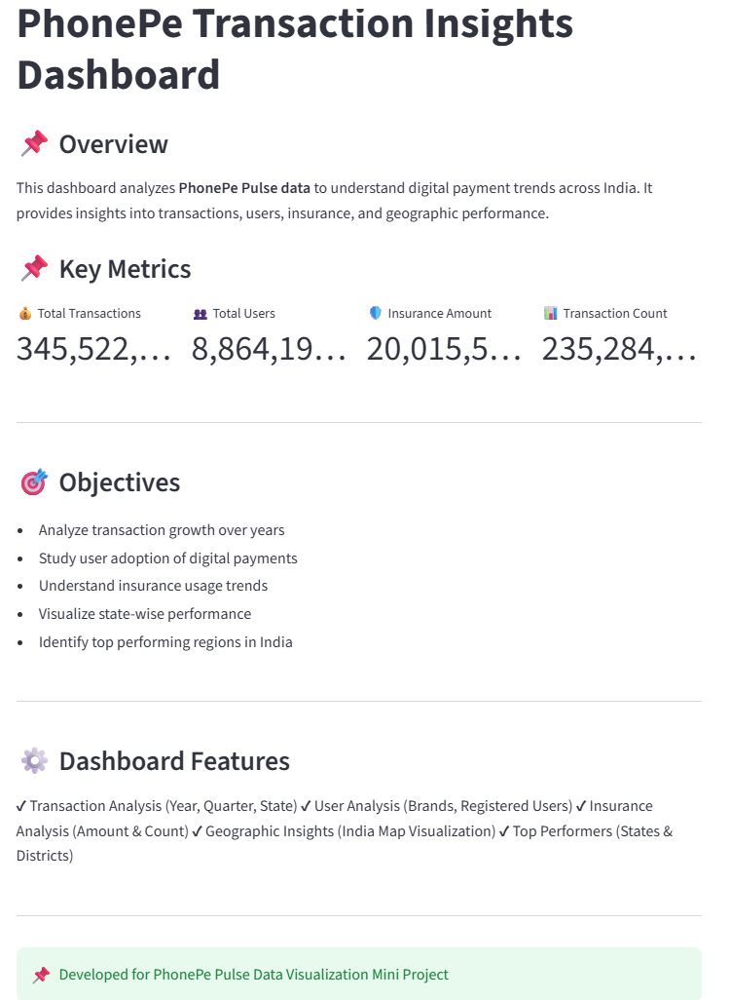 PhonePe Transaction Insights
Dashboard
📌 Overview
This dashboard analyzes PhonePe Pulse data to understand digital payment trends across India. It
provides insights into transactions, users, insurance, and geographic performance.
📌 Key Metrics
💰 Total Transactions 👥 Total Users 🛡️ Insurance Amount 📊 Transaction Count
345,522,... 8,864,19... 20,015,5... 235,284,...
🎯 Objectives
• Analyze transaction growth over years
• Study user adoption of digital payments
• Understand insurance usage trends
• Visualize state-wise performance
• Identify top performing regions in India
⚙️ Dashboard Features
✔ Transaction Analysis (Year, Quarter, State) ✔ User Analysis (Brands, Registered Users) ✔ Insurance
Analysis (Amount & Count) ✔ Geographic Insights (India Map Visualization) ✔ Top Performers (States &
Districts)
📌 Developed for PhonePe Pulse Data Visualization Mini Project